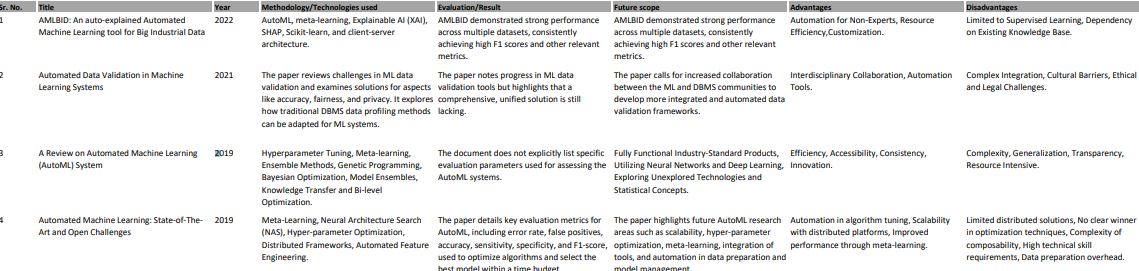 Sr. No. Title Year Methodology/Technologies used Evaluation/Result Future scope Advantages Disadvantages
1 AMLBID: An auto-explained Automated 2022 AutoML, meta-learning, Explainable AI (XAI), AMLBID demonstrated strong performance AMLBID demonstrated strong performance Automation for Non-Experts, Resource Limited to Supervised Learning, Dependency
Machine Learning tool for Big Industrial Data SHAP, Scikit-learn, and client-server across multiple datasets, consistently across multiple datasets, consistently Efficiency,Customization. on Existing Knowledge Base.
architecture. achieving high F1 scores and other relevant achieving high F1 scores and other relevant
metrics. metrics.
2 Automated Data Validation in Machine 2021 The paper reviews challenges in ML data The paper notes progress in ML data The paper calls for increased collaboration Interdisciplinary Collaboration, Automation Complex Integration, Cultural Barriers, Ethical
Learning Systems validation and examines solutions for aspects validation tools but highlights that a between the ML and DBMS communities to Tools. and Legal Challenges.
like accuracy, fairness, and privacy. It explores comprehensive, unified solution is still develop more integrated and automated data
how traditional DBMS data profiling methods lacking. validation frameworks.
can be adapted for ML systems.
3 A Review on Automated Machine Learning 2019 Hyperparameter Tuning, Meta-learning, The document does not explicitly list specific Fully Functional Industry-Standard Products, Efficiency, Accessibility, Consistency, Complexity, Generalization, Transparency,
(AutoML) System Ensemble Methods, Genetic Programming, evaluation parameters used for assessing the Utilizing Neural Networks and Deep Learning, Innovation. Resource Intensive.
Bayesian Optimization, Model Ensembles, AutoML systems. Exploring Unexplored Technologies and
Knowledge Transfer and Bi-level Statistical Concepts.
Optimization.
4 Automated Machine Learning: State-of-The- 2019 Meta-Learning, Neural Architecture Search The paper details key evaluation metrics for The paper highlights future AutoML research Automation in algorithm tuning, Scalability Limited distributed solutions, No clear winner
Art and Open Challenges (NAS), Hyper-parameter Optimization, AutoML, including error rate, false positives, areas such as scalability, hyper-parameter with distributed platforms, Improved in optimization techniques, Complexity of
Distributed Frameworks, Automated Feature accuracy, sensitivity, specificity, and F1-score, optimization, meta-learning, integration of performance through meta-learning. composability, High technical skill
Engineering. used to optimize algorithms and select the tools, and automation in data preparation and requirements, Data preparation overhead.
best model within a time budget. model management.